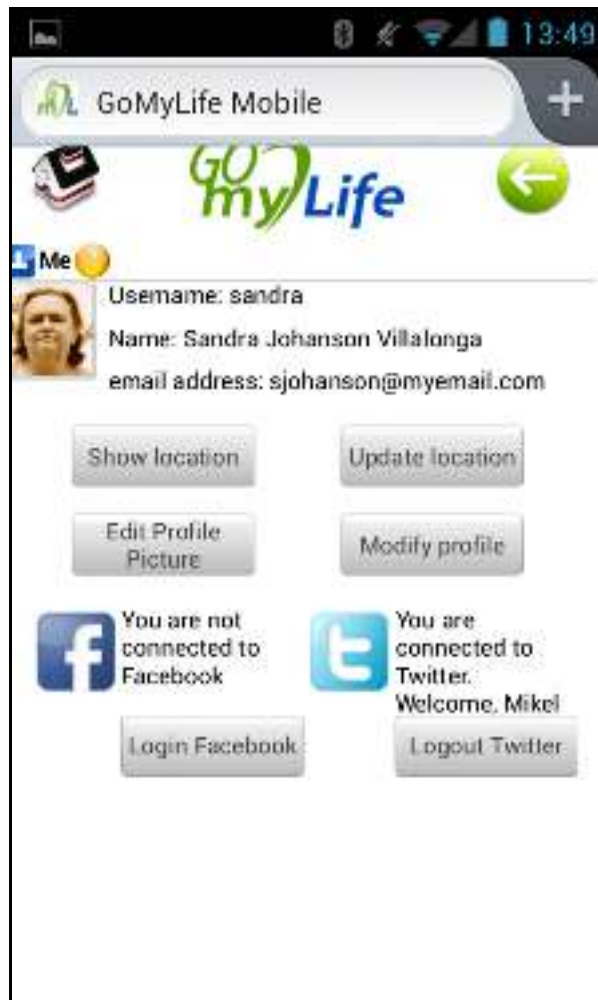 13:49
GoMyLife Mobile
GO
my Life
Me
Username: sandra
Name: Sandra Johanson Villalonga
email address: sjohanson@myemail.com
Show location
Update location
Edit Profile
Picture
Modify profile
You are not
connected to
Facebook
You are
connected to
Twitter.
Welcome, Mikel
Login Facebook
Logout Twitter